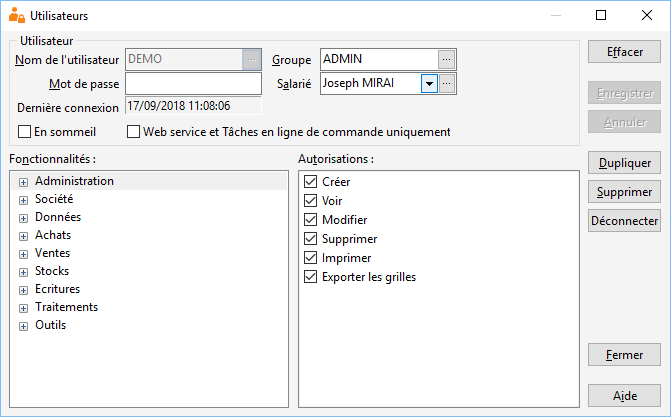 Utilisateurs
Utilisateur
Nom de l'utilisateur DEMO ... Groupe ADMIN ... Effacer
Mot de passe Salarié Joseph MIRAI ... Enregistrer
Dernière connexion 17/09/2018 11:08:06 Annuler
En sommeil Web service et Tâches en ligne de commande uniquement
Fonctionnalités : Autorisations : Dupliquer
Administration Créer Supprimer
Société Voir Déconnecter
Données Modifier
Achats Supprimer
Ventes Imprimer
Stocks Exporter les grilles
Ecritures
Traitements
Outils
Fermer
Aide